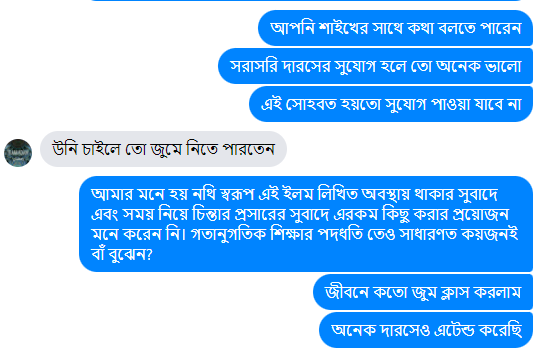 আপনি শাইখের সাথে কথা বলতে পারেন
সরাসরি দারসের সুযোগ হলে তো অনেক ভালো
এই সোহবত হয়তো সুযোগ পাওয়া যাবে না
উনি চাইলে তো জুমে নিতে পারতেন
আমার মনে হয় নথি স্বরূপ এই ইলম লিখিত অবস্থায় থাকার সুবাদে
এবং সময় নিয়ে চিন্তার প্রসারের সুবাদে এরকম কিছু করার প্রয়োজন
মনে করেন নি। গতানুগতিক শিক্ষার পদধতি তেও সাধারণত কয়জনই
বাঁ বুঝেন?
জীবনে কতো জুম ক্লাস করলাম
অনেক দারসেও এটেন্ড করেছি